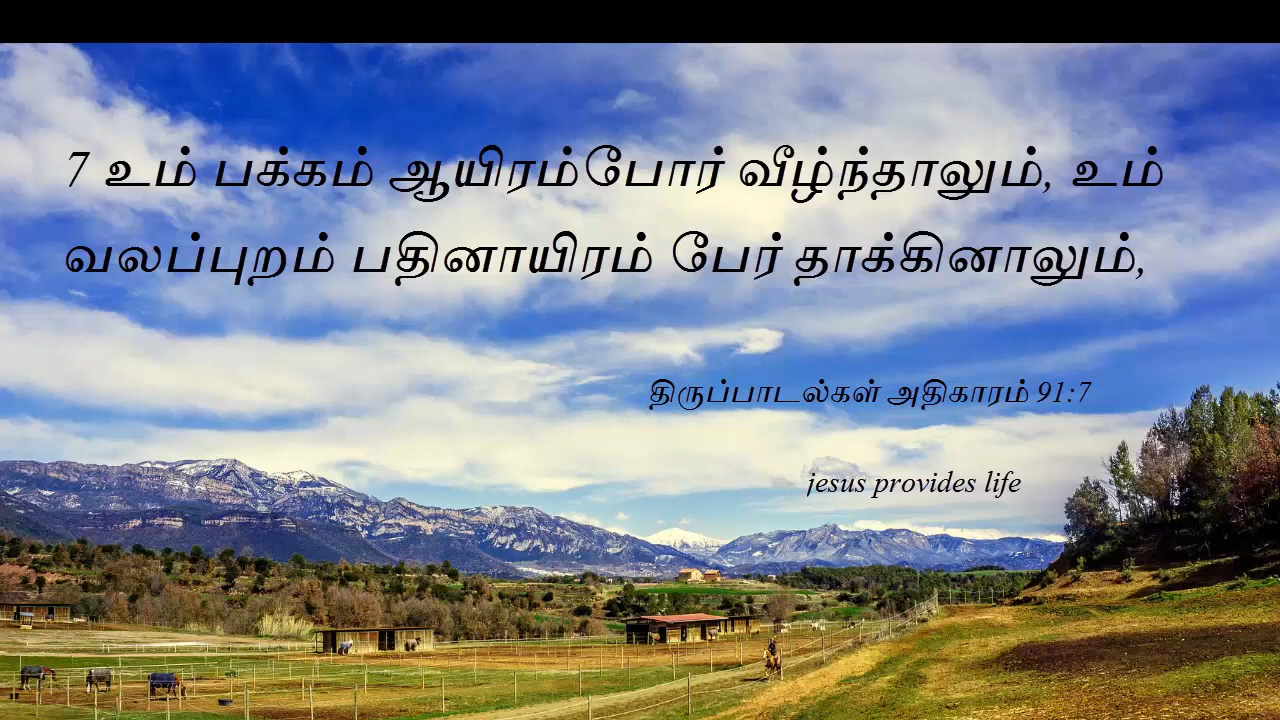 7 உம் பக்கம் ஆயிரம்போர் வீழ்ந்தாலும், உம்
வலப்புறம் பதினாயிரம் பேர் தாக்கினாலும்,
திருப்பாடல்கள் அதிகாரம் 91:7
jesus provides life